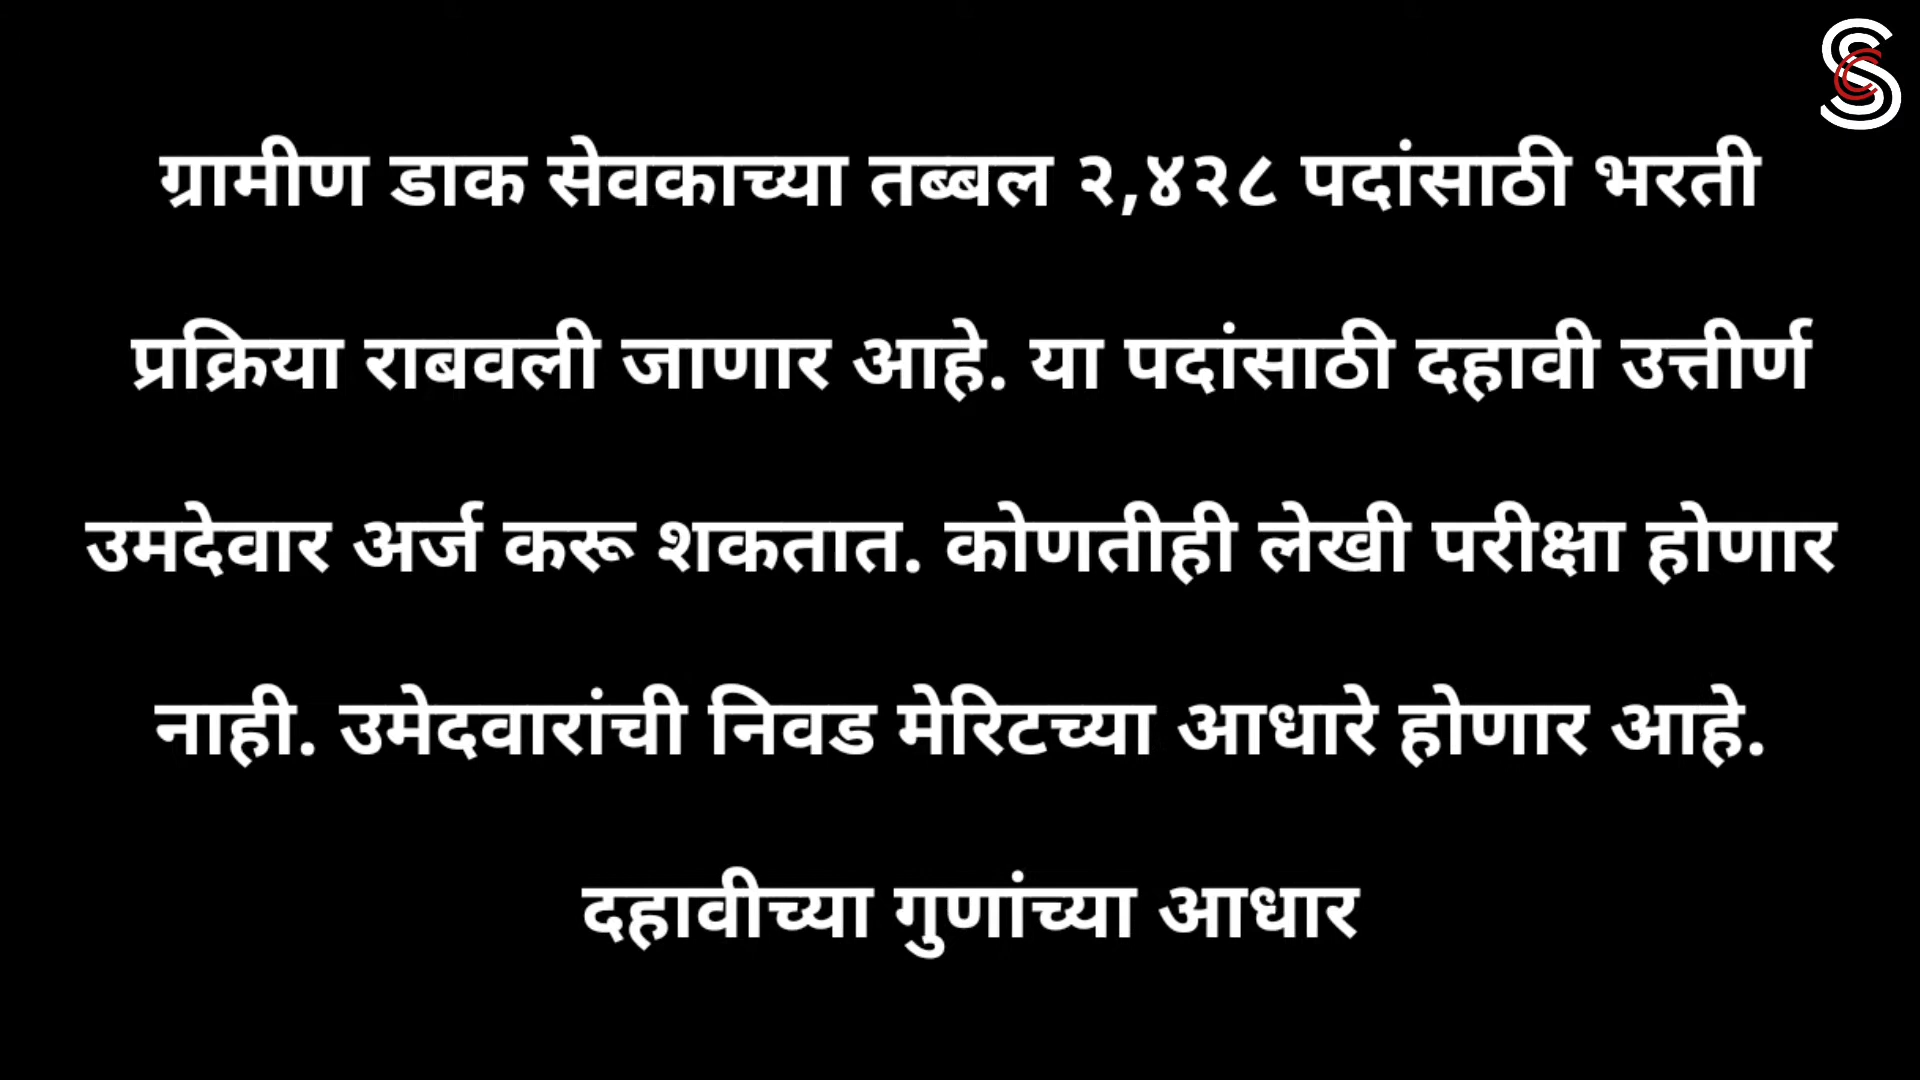 ग्रामीण डाक सेवकाच्या तब्बल २,४२८ पदांसाठी भरती
प्रक्रिया राबवली जाणार आहे. या पदांसाठी दहावी उत्तीर्ण
उमदेवार अर्ज करू शकतात. कोणतीही लेखी परीक्षा होणार
नाही. उमेदवारांची निवड मेरिटच्या आधारे होणार आहे.
दहावीच्या गुणांच्या आधार